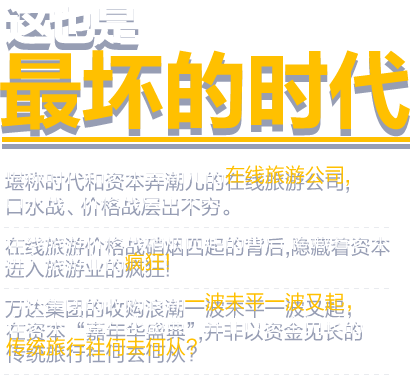 这也是
最坏的时代
堪称时代和资本弄潮儿的在线旅游公司，
口水战、价格战层出不穷。
在线旅游价格战硝烟四起的背后,隐藏着资本
进入旅游业的疯狂!
万达集团的收购浪潮一波未平一波又起，
在资本“嘉年华盛典”,并非以资金见长的
传统旅行社何去何从？